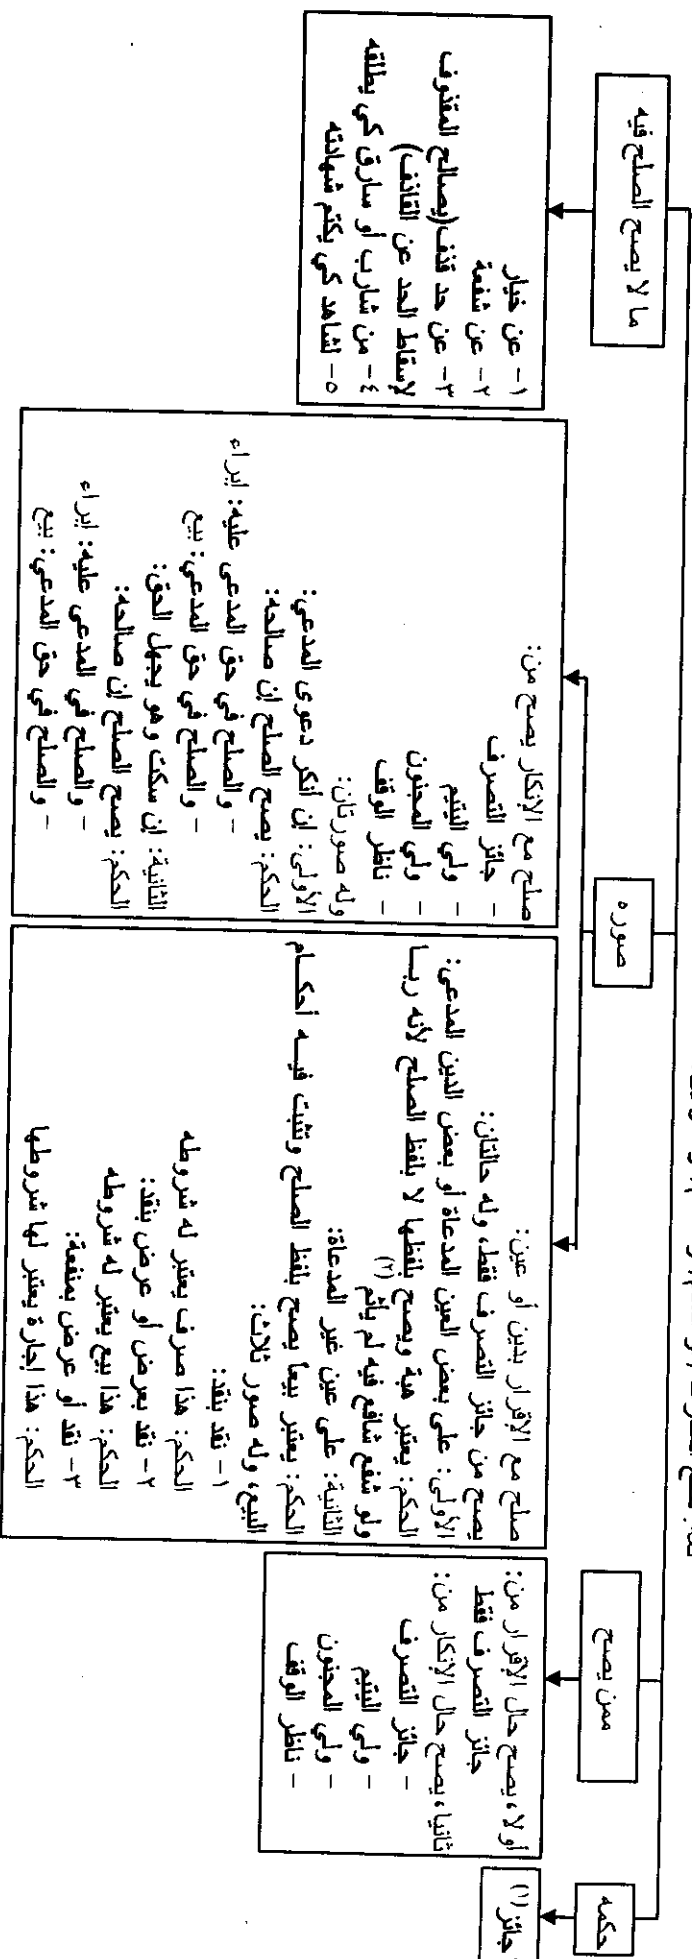 حكمه
جائز(١)
ممن يصح
أولا، يصح حال الإقرار من:
جائز التصرف فقط
ثانيا، يصح حال الإنكار من:
- جائز التصرف
- ولي اليتيم
- ولي المجنون
- ناظر الوقف
صوره
صلح مع الإقرار بدين أو عين:
يصح من جائز التصرف فقط، وله حالتان:
الأولى: على بعض العين المدعاة أو بعض الدين المدعى:
الحكم: يعتبر هبة ويصح بلفظها لا بلفظ الصلح لأنه ربا
ولو شفع شافع فيه لم يأثم (٢)
الثانية: على عين غير المدعاة:
الحكم: يعتبر بيعا يصح بلفظ الصلح وتثبت فيه أحكام
البيع، وله صور ثلاث:
١- نقد بنقد:
الحكم: هذا صرف يعتبر له شروطه
٢- نقد بعرض أو عرض بنقد:
الحكم: هذا بيع يعتبر له شروطه
٣- نقد أو عرض بمنفعة:
الحكم: هذا إجارة يعتبر لها شروطها
صلح مع الإنكار يصح من:
- جائز التصرف
- ولي اليتيم
- ولي المجنون
- ناظر الوقف
وله صورتان:
الأولى: إن أنكر دعوى المدعي:
الحكم: يصح الصلح إن صالحه:
- والصلح في حق المدعى عليه: إبراء
- والصلح في حق المدعي: بيع
الثانية: إن سكت وهو يجهل الحق:
الحكم: يصح الصلح إن صالحه:
- والصلح في المدعى عليه: إبراء
- والصلح في حق المدعي: بيع
ما لا يصح الصلح فيه
١- عن خيار
٢- عن شفعة
٣- عن حد قذف(يصالح المقذوف
لإسقاط الحد عن القاذف)
٤- من شارب أو سارق كي يطلقه
٥- لشاهد كي يكتم شهادته